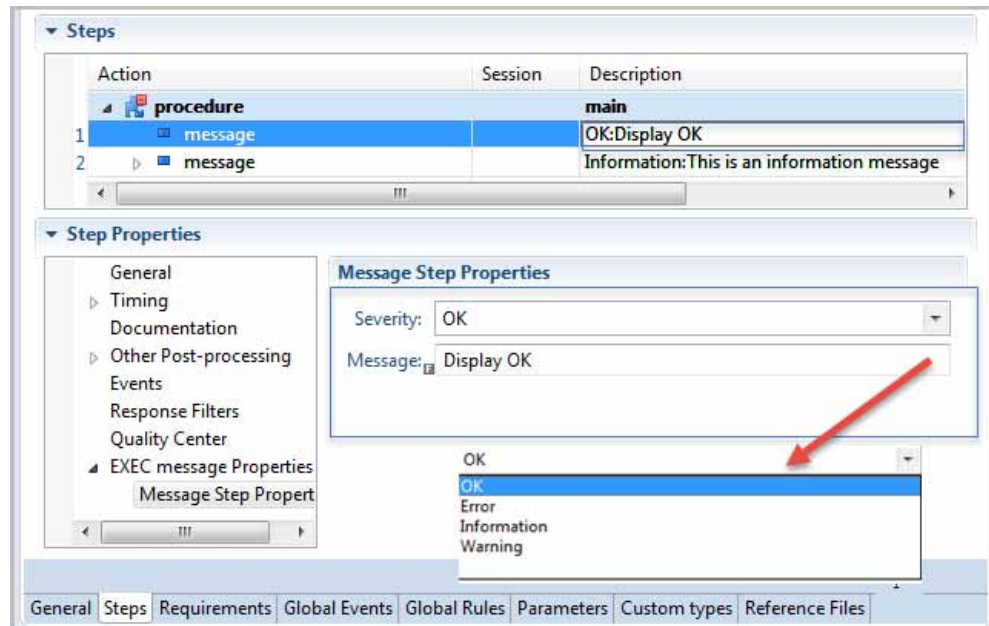 Steps
Action Session Description
procedure main
1 message OK:Display OK
2 message Information:This is an information message
Step Properties
General
Timing
Documentation
Other Post-processing
Events
Response Filters
Quality Center
EXEC message Properties
Message Step Propert
Message Step Properties
Severity: OK
Message: Display OK
OK
OK
Error
Information
Warning
General Steps Requirements Global Events Global Rules Parameters Custom types Reference Files